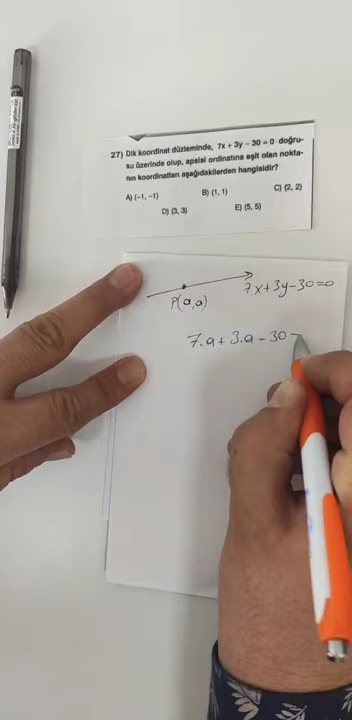 27) Dik koordinat düzleminde, 7x + 3y − 30 = 0 doğru-
su üzerinde olup, apsisi ordinatına eşit olan nokta-
nın koordinatları aşağıdakilerden hangisidir?
A) (−1, −1) B) (1, 1) C) (2, 2)
D) (3, 3) E) (5, 5)
7x+3y−30=0
P(a,a)
7.a + 3.a − 30